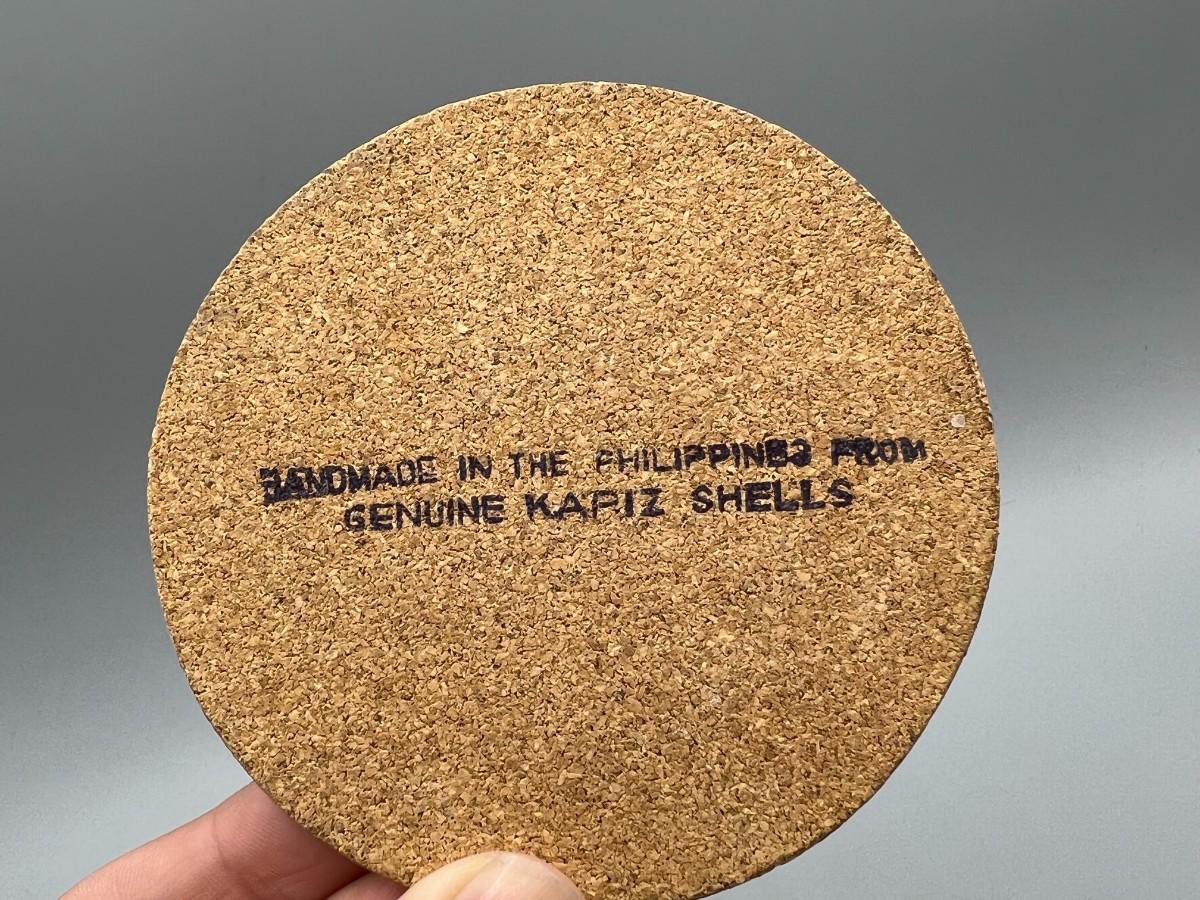 HANDMADE IN THE PHILIPPINES FROM
GENUINE KAPIZ SHELLS